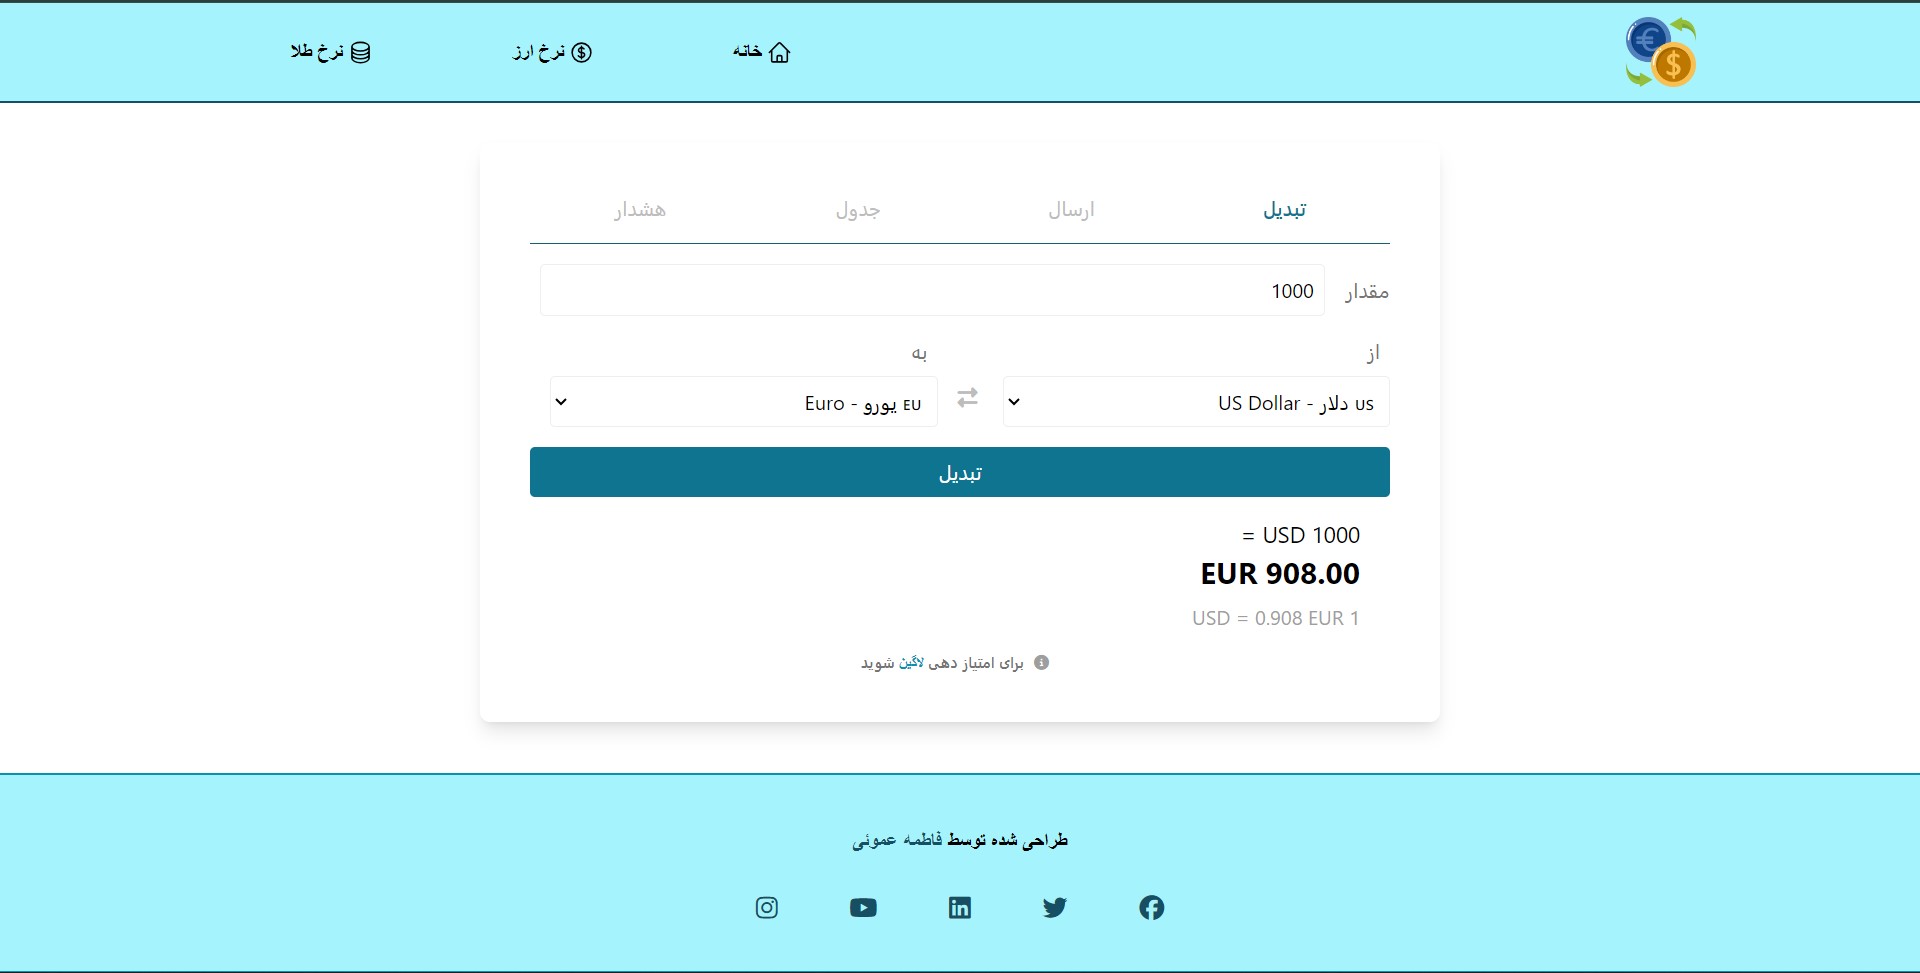 خانه
نرخ ارز
نرخ طلا
تبدیل
ارسال
جدول
هشدار
مقدار
1000
از
به
US دلار - US Dollar
EU یورو - Euro
تبدیل
= USD 1000
EUR 908.00
USD = 0.908 EUR 1
برای امتیاز دهی لاگین شوید
طراحی شده توسط فاطمه عموئی